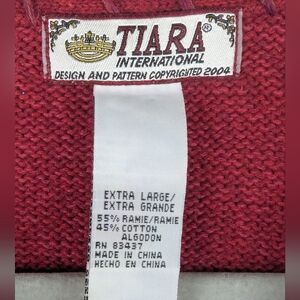 TIARA®
INTERNATIONAL
DESIGN AND PATTERN COPYRIGHTED 2004
EXTRA LARGE/
EXTRA GRANDE
55% RAMIE/RAMIE
45% COTTON
ALGODON
RN 83437
MADE IN CHINA
HECHO EN CHINA